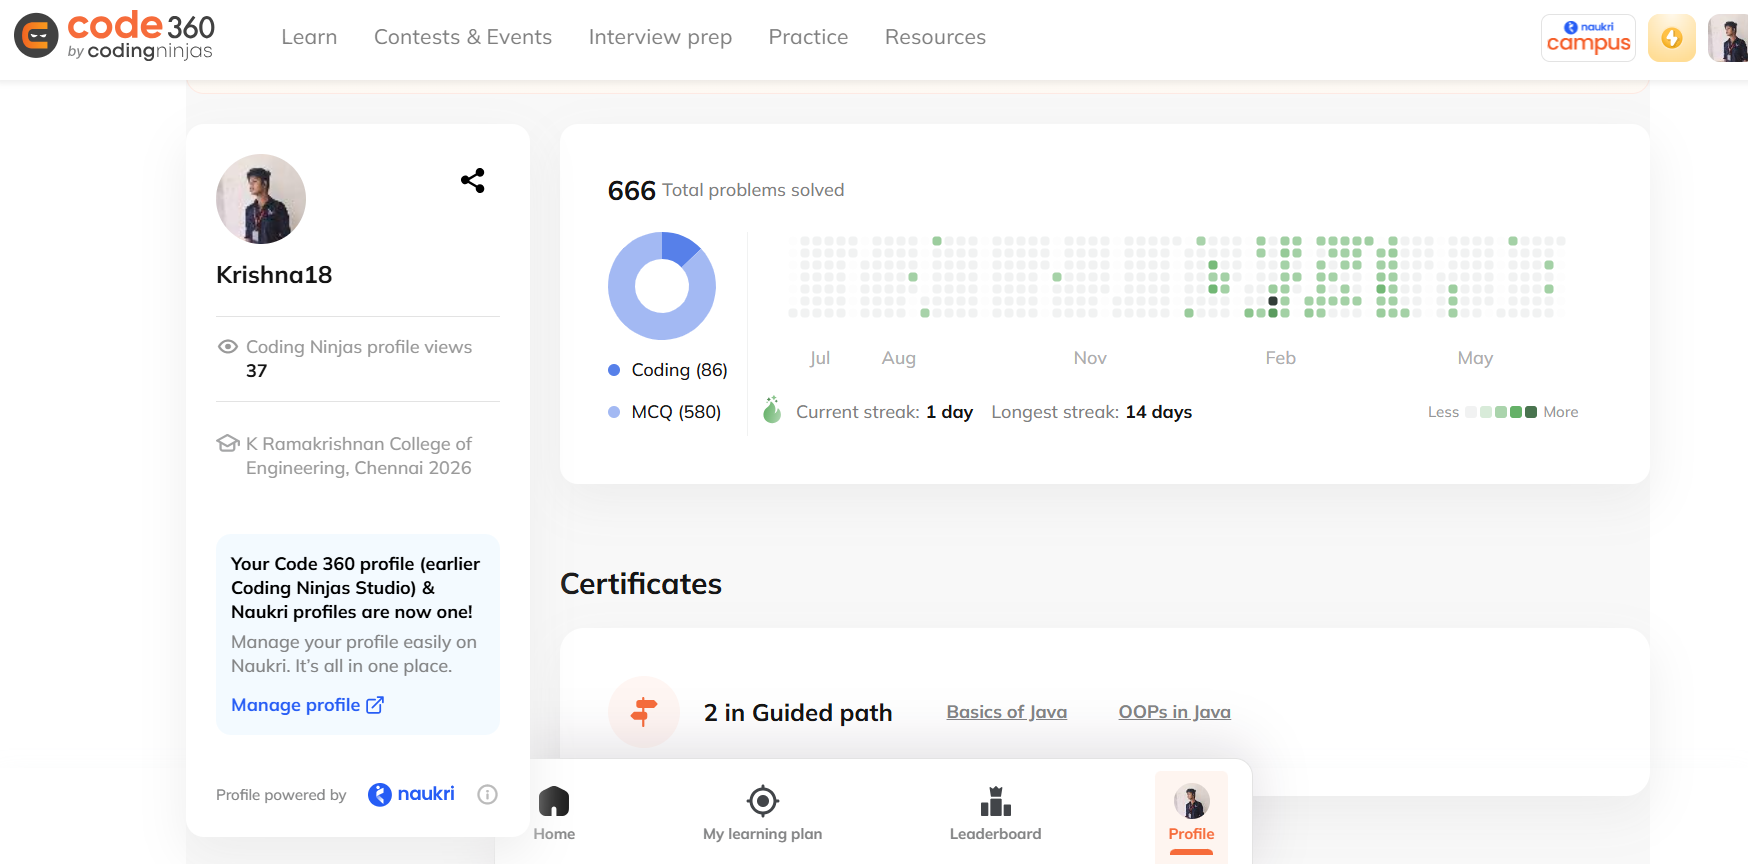 code 360
by codingninjas
Learn
Contests & Events
Interview prep
Practice
Resources
naukri
campus
Krishna18
Coding Ninjas profile views
37
K Ramakrishnan College of
Engineering, Chennai 2026
Your Code 360 profile (earlier
Coding Ninjas Studio) &
Naukri profiles are now one!
Manage your profile easily on
Naukri. It's all in one place.
Manage profile
Profile powered by naukri
666 Total problems solved
Coding (86)
MCQ (580)
Jul Aug Nov Feb May
Current streak: 1 day Longest streak: 14 days
Less More
Certificates
2 in Guided path Basics of Java OOPs in Java
Home
My learning plan
Leaderboard
Profile